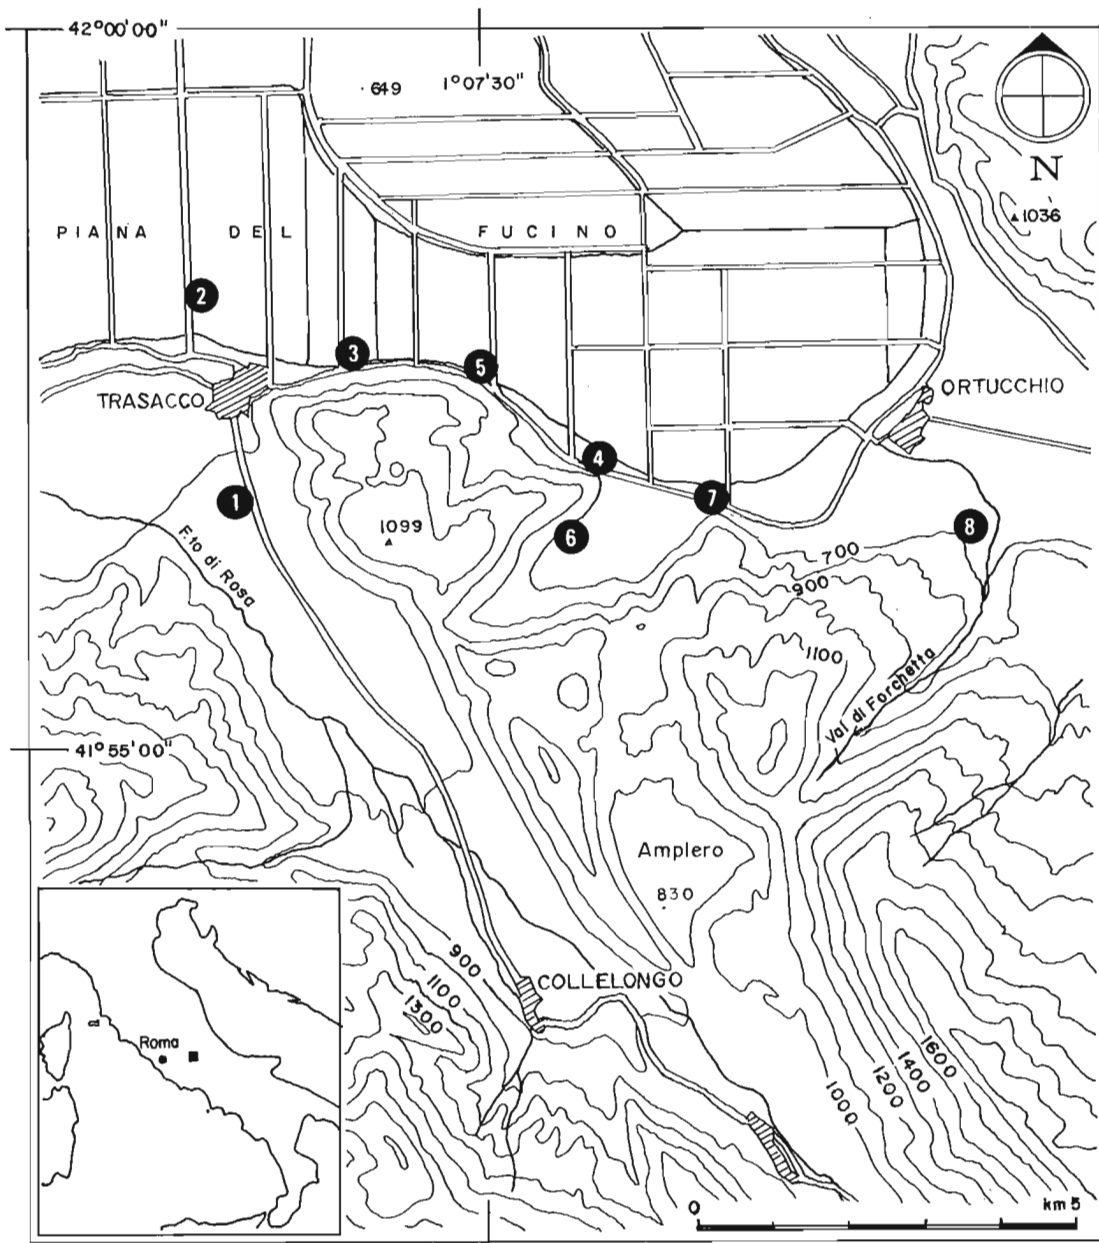 42°00'00"
649
1°07'30"
N
1036
PIANA DEL FUCINO
2
3
5
TRASACCO
ORTUCCHIO
4
1
7
8
6
1099
F.to di Rosa
700
900
1100
Val di Forchetta
41°55'00"
Amplero
830
900
1100
1300
COLLELONGO
Roma
1000
1200
1400
1600
0
km 5